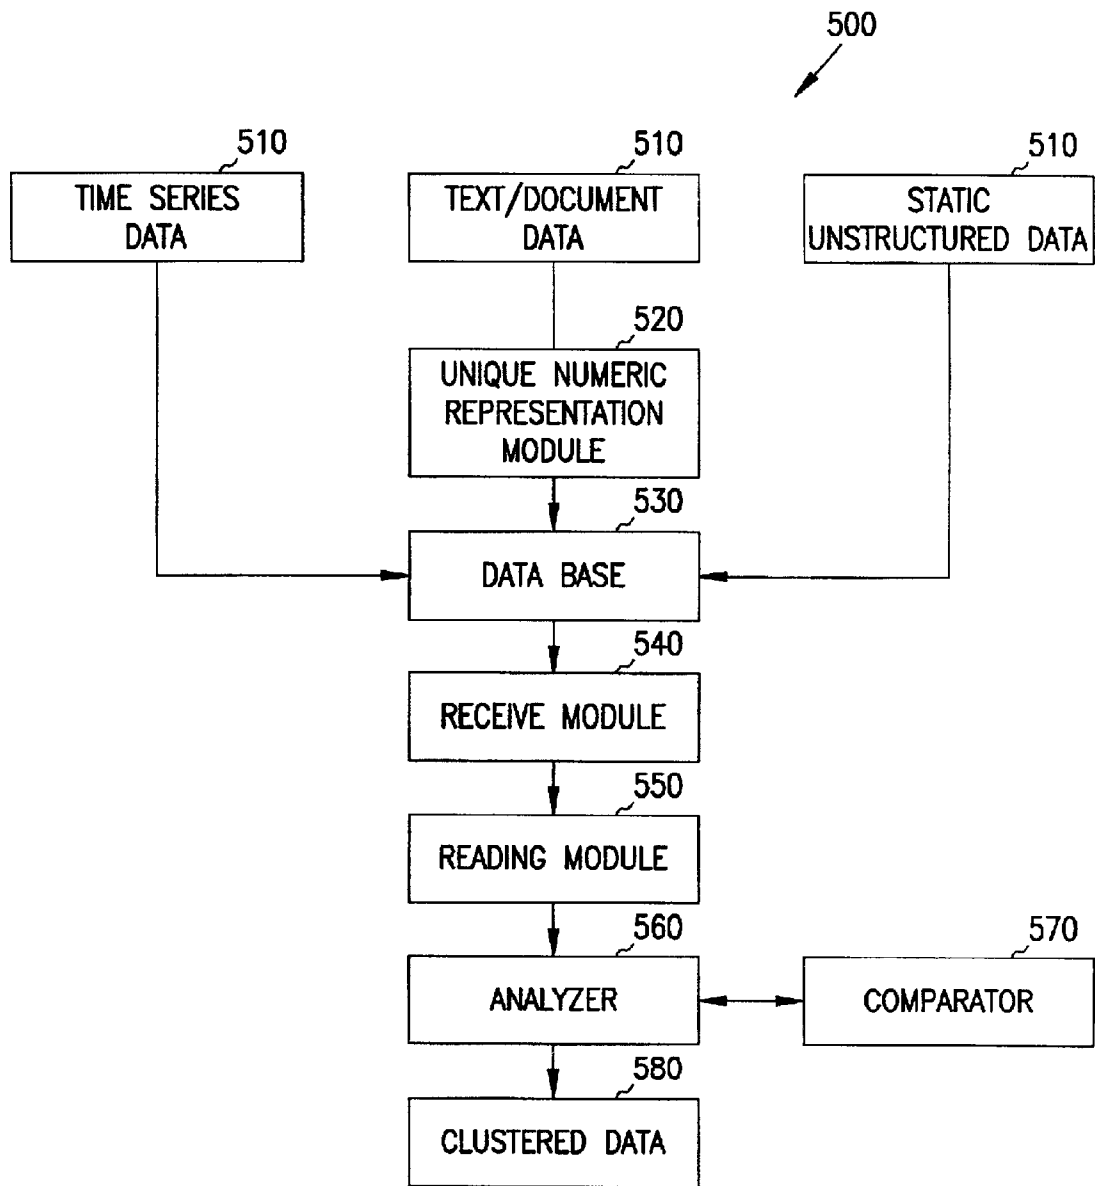 500
510
TIME SERIES
DATA
510
TEXT/DOCUMENT
DATA
510
STATIC
UNSTRUCTURED DATA
520
UNIQUE NUMERIC
REPRESENTATION
MODULE
530
DATA BASE
540
RECEIVE MODULE
550
READING MODULE
560
ANALYZER
570
COMPARATOR
580
CLUSTERED DATA